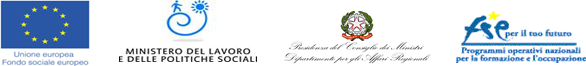 Unione europea
Fondo sociale europeo
MINISTERO DEL LAVORO
E DELLE POLITICHE SOCIALI
Presidenza del Consiglio dei Ministri
Dipartimento per gli Affari Regionali
fse per il tuo futuro
Programmi operativi nazionali
per la formazione e l'occupazione